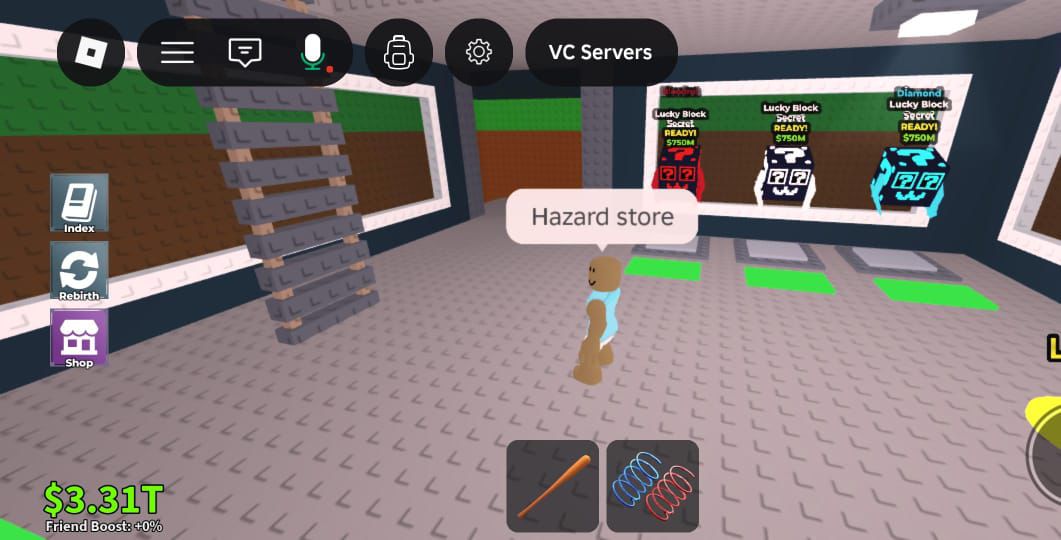 VC Servers
Bloodrot
Lucky Block
Secret
READY!
$750M
Lucky Block
Secret
READY!
$750M
Diamond
Lucky Block
Secret
READY!
$750M
Hazard store
Index
Rebirth
Shop
$3.31T
Friend Boost: +0%
L